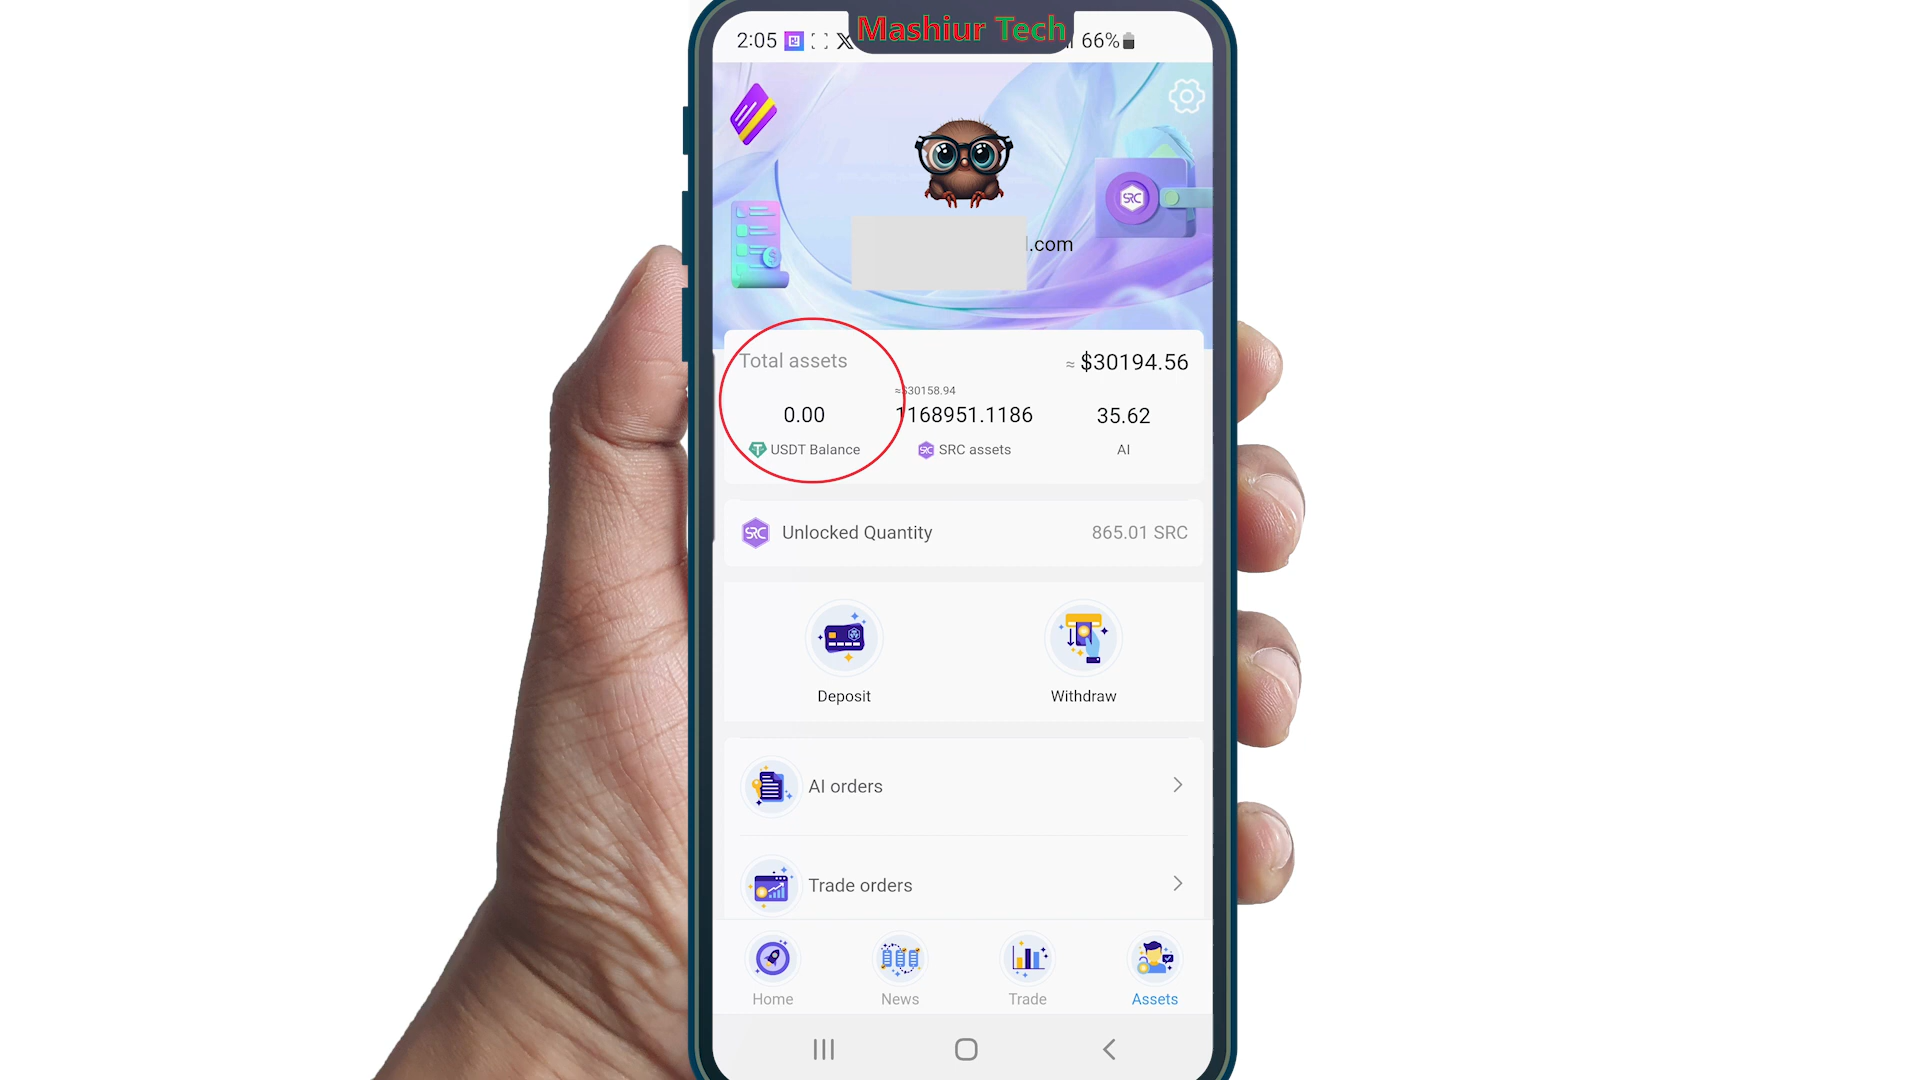 Mashiur Tech
2:05 66%
SRC
l.com
Total assets ≈ $30194.56
≈$30158.94
0.00 1168951.1186 35.62
USDT Balance SRC assets AI
SRC Unlocked Quantity 865.01 SRC
Deposit Withdraw
AI orders
Trade orders
Home News Trade Assets